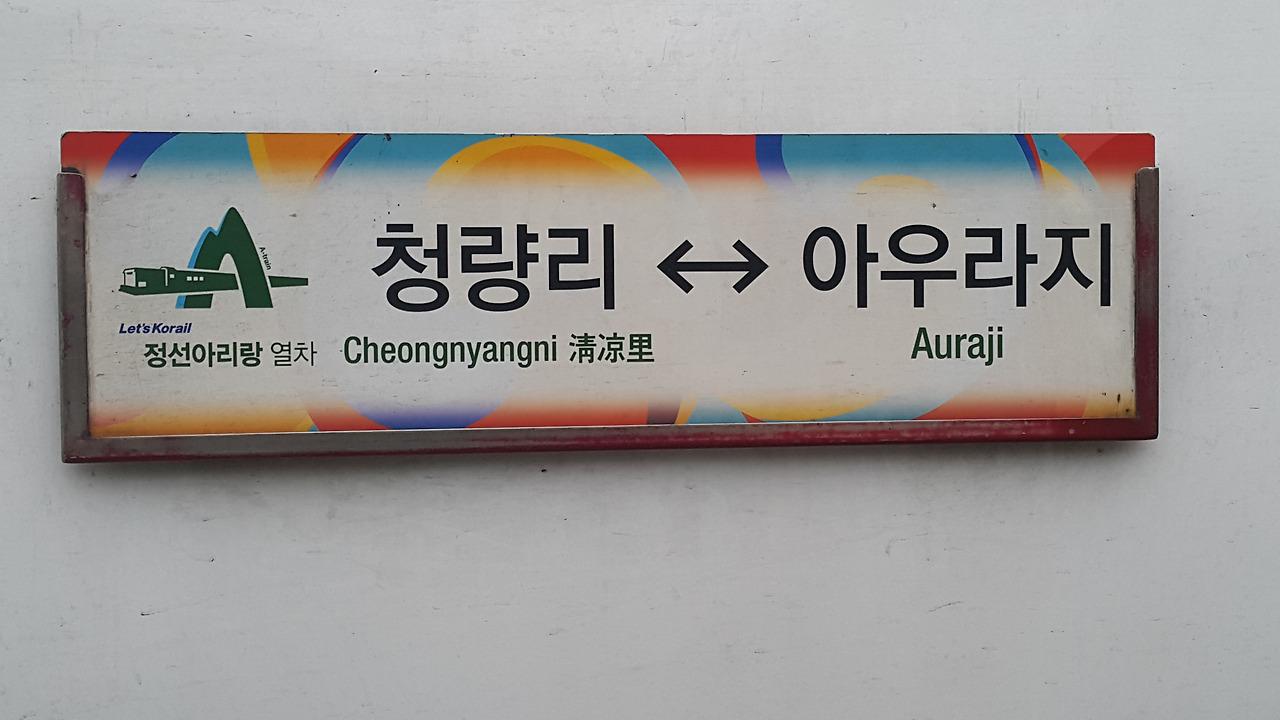 청량리 ↔ 아우라지
A-train
Let's Korail
정선아리랑 열차
Cheongnyangni 淸凉里
Auraji